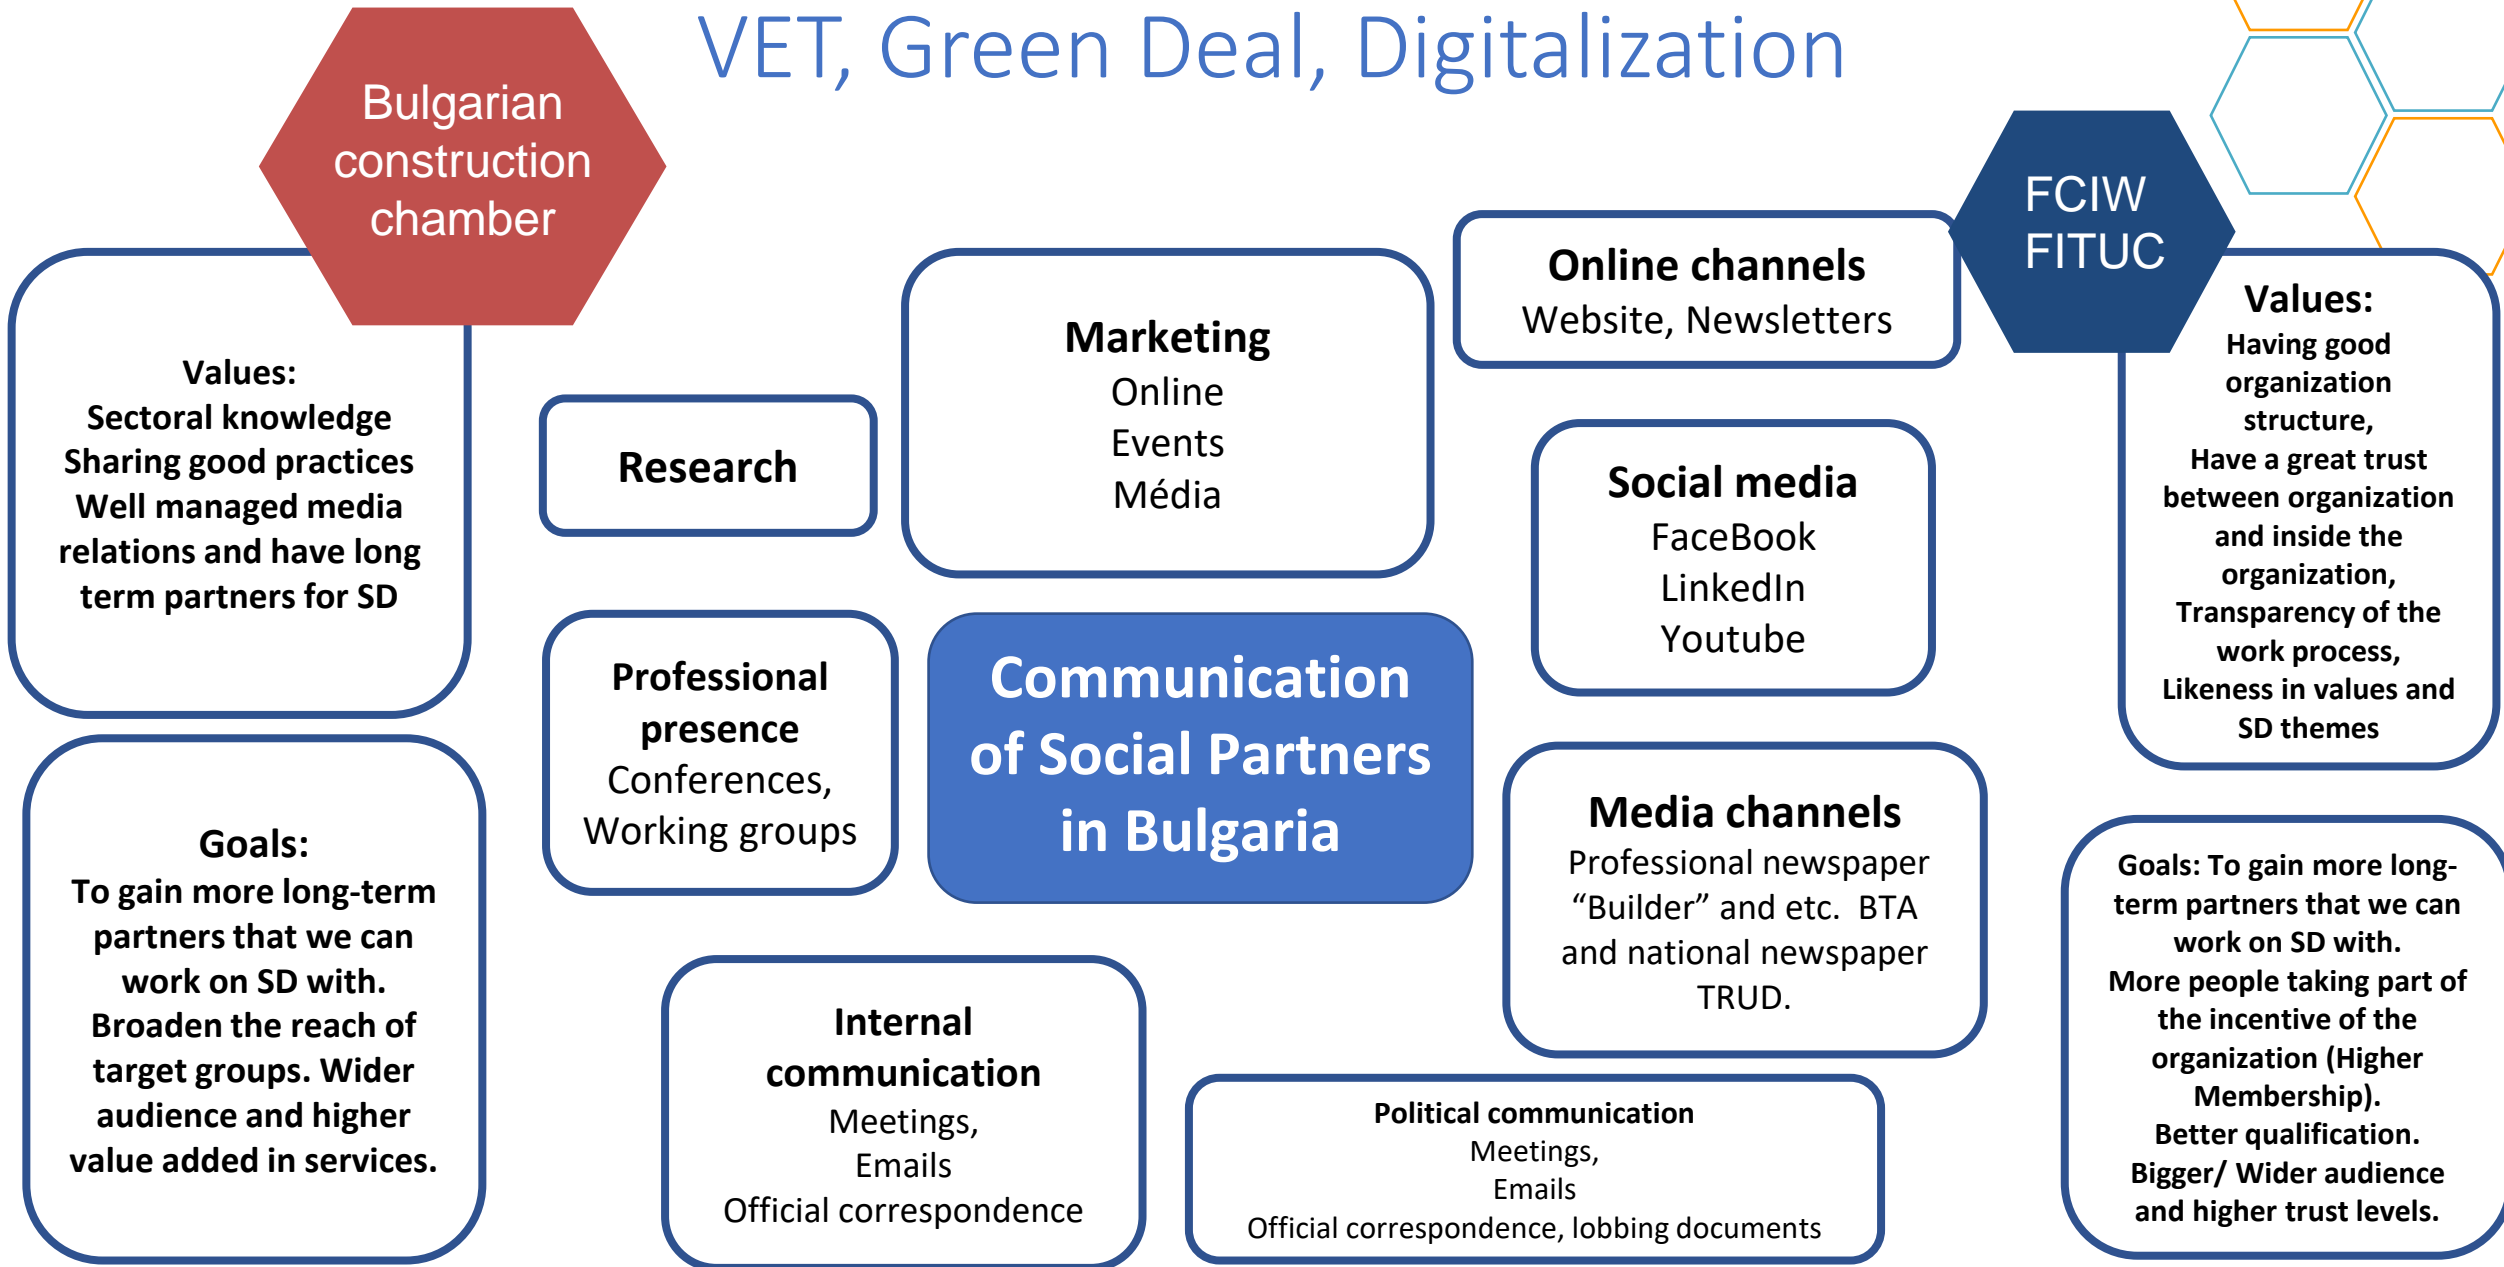 VET, Green Deal, Digitalization
Bulgarian
construction
chamber
FCIW
FITUC
Values:
Sectoral knowledge
Sharing good practices
Well managed media
relations and have long
term partners for SD
Goals:
To gain more long-term
partners that we can
work on SD with.
Broaden the reach of
target groups. Wider
audience and higher
value added in services.
Research
Professional
presence
Conferences,
Working groups
Marketing
Online
Events
Média
Communication
of Social Partners
in Bulgaria
Internal
communication
Meetings,
Emails
Official correspondence
Online channels
Website, Newsletters
Social media
FaceBook
LinkedIn
Youtube
Media channels
Professional newspaper
“Builder” and etc.  BTA
and national newspaper
TRUD.
Political communication
Meetings,
Emails
Official correspondence, lobbing documents
Values:
Having good
organization
structure,
Have a great trust
between organization
and inside the
organization,
Transparency of the
work process,
Likeness in values and
SD themes
Goals: To gain more long-
term partners that we can
work on SD with.
More people taking part of
the incentive of the
organization (Higher
Membership).
Better qualification.
Bigger/ Wider audience
and higher trust levels.